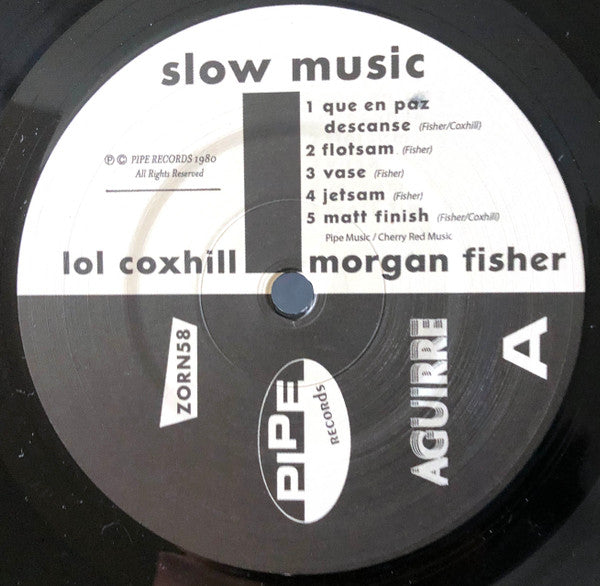 slow music
1 que en paz
descanse (Fisher/Coxhill)
2 flotsam (Fisher)
3 vase (Fisher)
4 jetsam (Fisher)
5 matt finish (Fisher/Coxhill)
Pipe Music / Cherry Red Music
℗ © PIPE RECORDS 1980
All Rights Reserved
lol coxhill
morgan fisher
ZORN58
PIPE
RECORDS
AGUIRRE
A